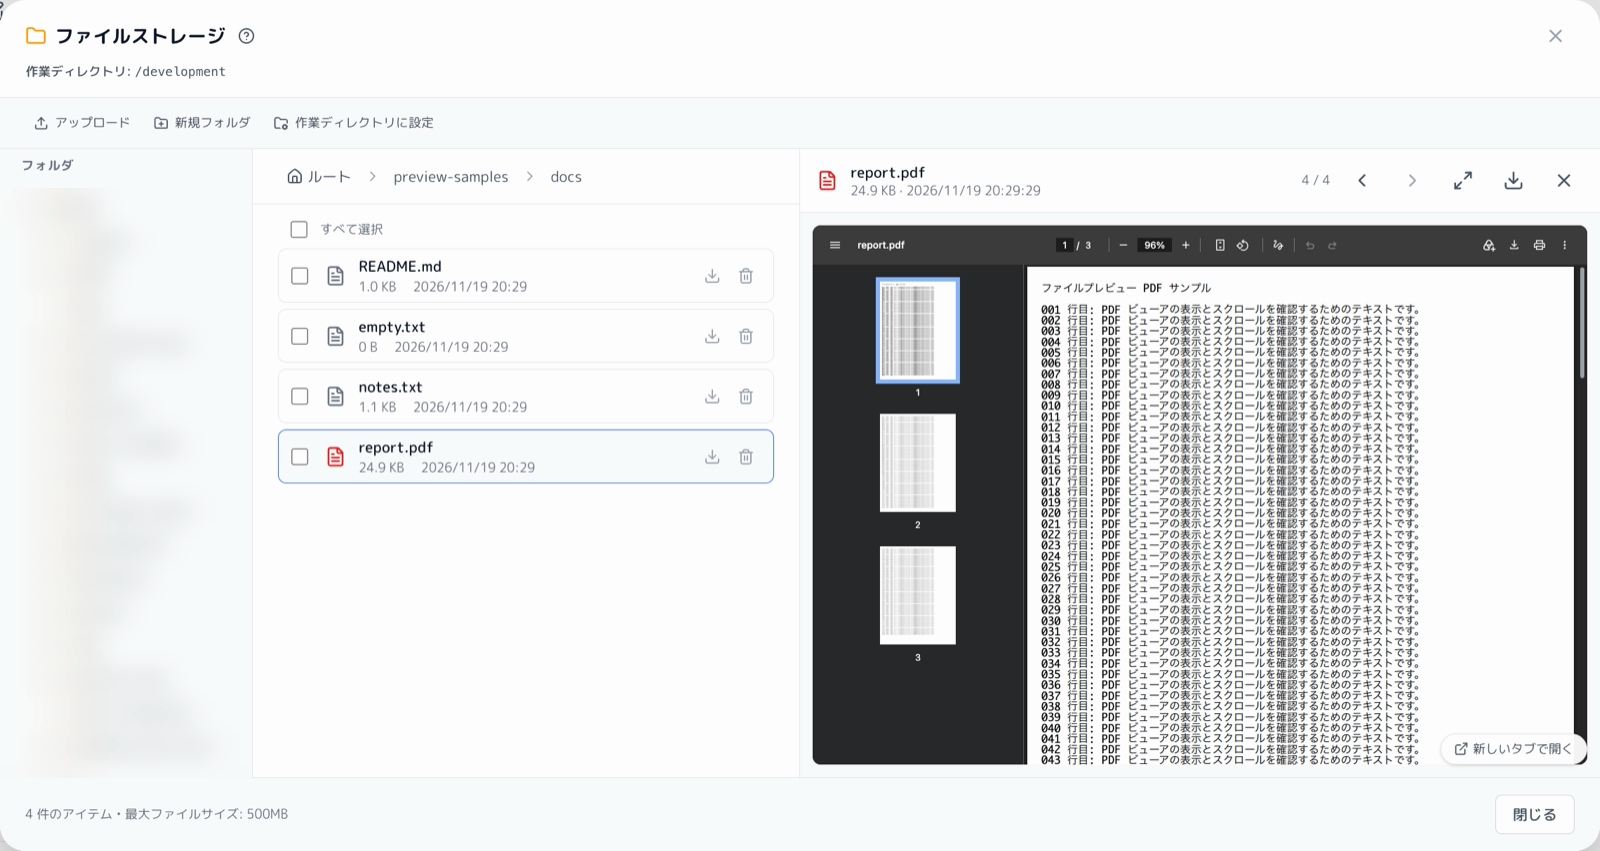 ファイルストレージ
作業ディレクトリ: /development
アップロード 新規フォルダ 作業ディレクトリに設定
フォルダ
ルート preview-samples docs
すべて選択
README.md
1.0 KB 2026/11/19 20:29
empty.txt
0 B 2026/11/19 20:29
notes.txt
1.1 KB 2026/11/19 20:29
report.pdf
24.9 KB 2026/11/19 20:29
report.pdf
24.9 KB · 2026/11/19 20:29:29
4 / 4
report.pdf 1 / 3 96%
1
2
3
ファイルプレビュー PDF サンプル
001 行目: PDF ビューアの表示とスクロールを確認するためのテキストです。
002 行目: PDF ビューアの表示とスクロールを確認するためのテキストです。
003 行目: PDF ビューアの表示とスクロールを確認するためのテキストです。
004 行目: PDF ビューアの表示とスクロールを確認するためのテキストです。
005 行目: PDF ビューアの表示とスクロールを確認するためのテキストです。
006 行目: PDF ビューアの表示とスクロールを確認するためのテキストです。
007 行目: PDF ビューアの表示とスクロールを確認するためのテキストです。
008 行目: PDF ビューアの表示とスクロールを確認するためのテキストです。
009 行目: PDF ビューアの表示とスクロールを確認するためのテキストです。
010 行目: PDF ビューアの表示とスクロールを確認するためのテキストです。
011 行目: PDF ビューアの表示とスクロールを確認するためのテキストです。
012 行目: PDF ビューアの表示とスクロールを確認するためのテキストです。
013 行目: PDF ビューアの表示とスクロールを確認するためのテキストです。
014 行目: PDF ビューアの表示とスクロールを確認するためのテキストです。
015 行目: PDF ビューアの表示とスクロールを確認するためのテキストです。
016 行目: PDF ビューアの表示とスクロールを確認するためのテキストです。
017 行目: PDF ビューアの表示とスクロールを確認するためのテキストです。
018 行目: PDF ビューアの表示とスクロールを確認するためのテキストです。
019 行目: PDF ビューアの表示とスクロールを確認するためのテキストです。
020 行目: PDF ビューアの表示とスクロールを確認するためのテキストです。
021 行目: PDF ビューアの表示とスクロールを確認するためのテキストです。
022 行目: PDF ビューアの表示とスクロールを確認するためのテキストです。
023 行目: PDF ビューアの表示とスクロールを確認するためのテキストです。
024 行目: PDF ビューアの表示とスクロールを確認するためのテキストです。
025 行目: PDF ビューアの表示とスクロールを確認するためのテキストです。
026 行目: PDF ビューアの表示とスクロールを確認するためのテキストです。
027 行目: PDF ビューアの表示とスクロールを確認するためのテキストです。
028 行目: PDF ビューアの表示とスクロールを確認するためのテキストです。
029 行目: PDF ビューアの表示とスクロールを確認するためのテキストです。
030 行目: PDF ビューアの表示とスクロールを確認するためのテキストです。
031 行目: PDF ビューアの表示とスクロールを確認するためのテキストです。
032 行目: PDF ビューアの表示とスクロールを確認するためのテキストです。
033 行目: PDF ビューアの表示とスクロールを確認するためのテキストです。
034 行目: PDF ビューアの表示とスクロールを確認するためのテキストです。
035 行目: PDF ビューアの表示とスクロールを確認するためのテキストです。
036 行目: PDF ビューアの表示とスクロールを確認するためのテキストです。
037 行目: PDF ビューアの表示とスクロールを確認するためのテキストです。
038 行目: PDF ビューアの表示とスクロールを確認するためのテキストです。
039 行目: PDF ビューアの表示とスクロールを確認するためのテキストです。
040 行目: PDF ビューアの表示とスクロールを確認するためのテキストです。
041 行目: PDF ビューアの表示とスクロールを確認するためのテキストです。
042 行目: PDF ビューアの表示とスクロールを確認するためのテキストです。
043 行目: PDF ビューアの表示とスクロールを確認するためのテキストです。
新しいタブで開く
4 件のアイテム・最大ファイルサイズ: 500MB
閉じる